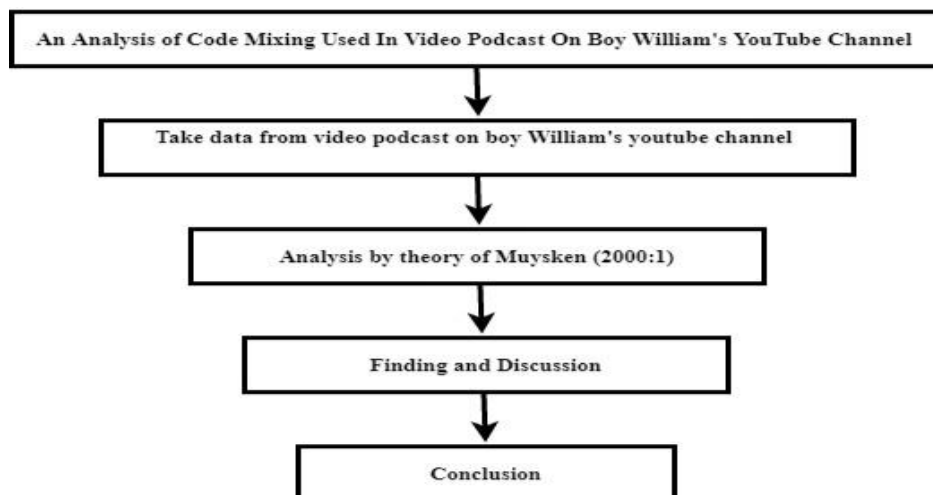 An Analysis of Code Mixing Used In Video Podcast On Boy William's YouTube Channel
Take data from video podcast on boy William's youtube channel
Analysis by theory of Muysken (2000:1)
Finding and Discussion
Conclusion